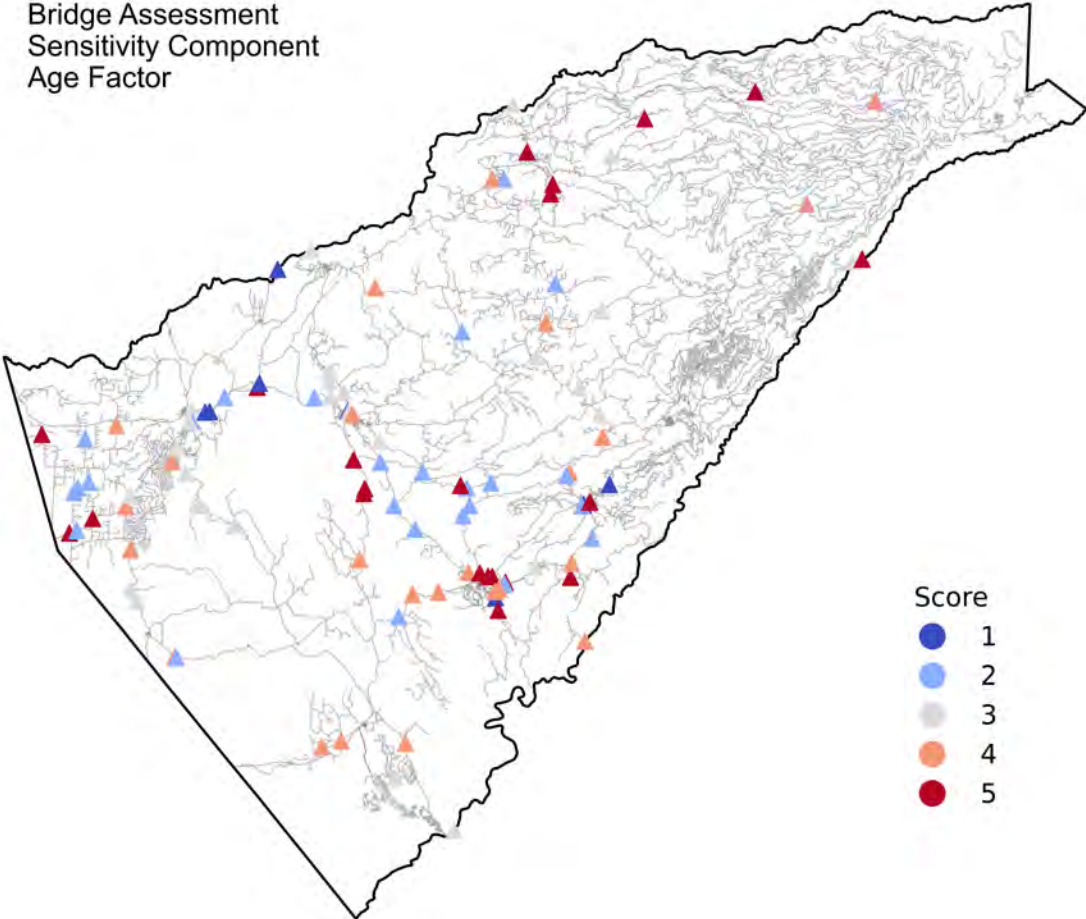 Bridge Assessment
Sensitivity Component
Age Factor
Score
1
2
3
4
5